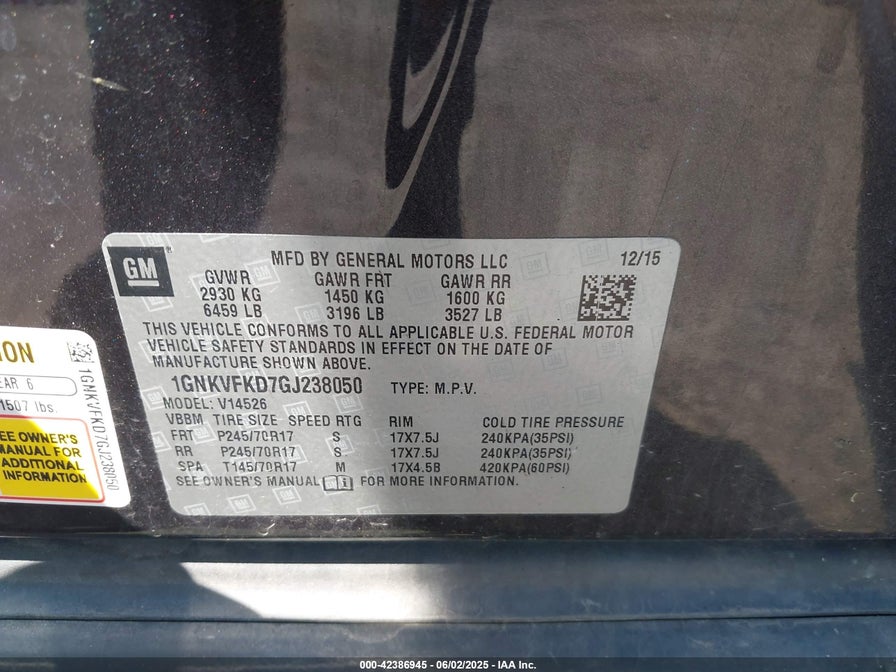 GM
MFD BY GENERAL MOTORS LLC 12/15
GVWR GAWR FRT GAWR RR
2930 KG 1450 KG 1600 KG
6459 LB 3196 LB 3527 LB
THIS VEHICLE CONFORMS TO ALL APPLICABLE U.S. FEDERAL MOTOR
VEHICLE SAFETY STANDARDS IN EFFECT ON THE DATE OF
MANUFACTURE SHOWN ABOVE.
1GNKVFKD7GJ238050 TYPE: M.P.V.
MODEL: V14526
VBBM TIRE SIZE SPEED RTG RIM COLD TIRE PRESSURE
FRT P245/70R17 S 17X7.5J 240KPA(35PSI)
RR P245/70R17 S 17X7.5J 240KPA(35PSI)
SPA T145/70R17 M 17X4.5B 420KPA(60PSI)
SEE OWNER'S MANUAL i FOR MORE INFORMATION.
EAR 6
1507 lbs.
SEE OWNER'S
MANUAL FOR
ADDITIONAL
INFORMATION
1GNKVFKD7GJ238050
000-42386945 - 06/02/2025 - IAA Inc.